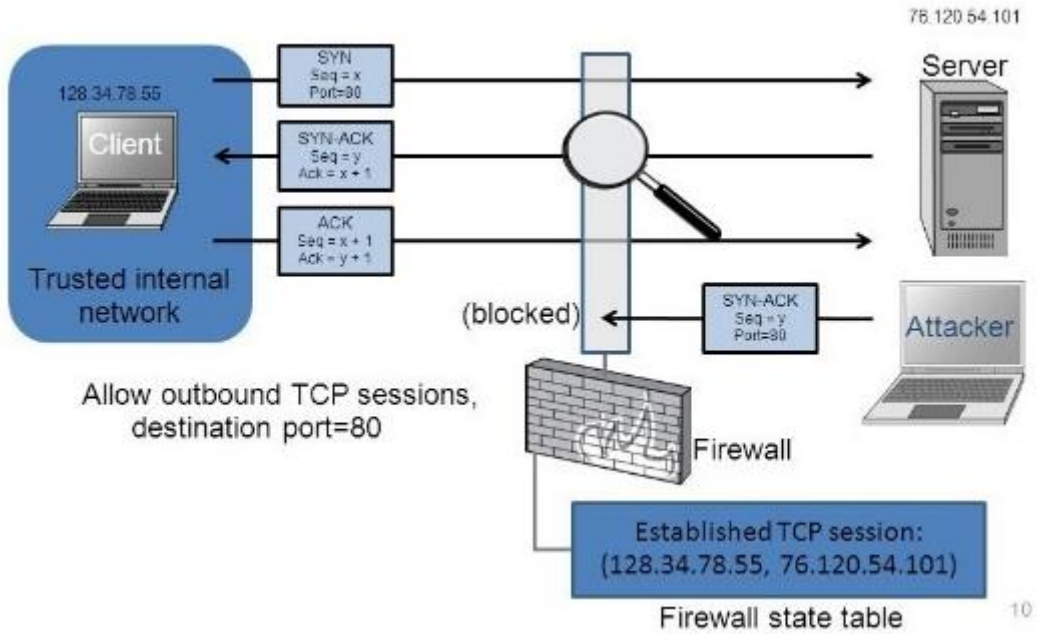 76.120.54.101
Server
SYN
Seq = x
Port=80
128.34.78.55
Client
SYN-ACK
Seq = y
Ack = x + 1
ACK
Seq = x + 1
Ack = y + 1
Trusted internal
network
(blocked)
SYN-ACK
Seq = y
Port=80
Attacker
Allow outbound TCP sessions,
destination port=80
Firewall
Established TCP session:
(128.34.78.55, 76.120.54.101)
Firewall state table
10